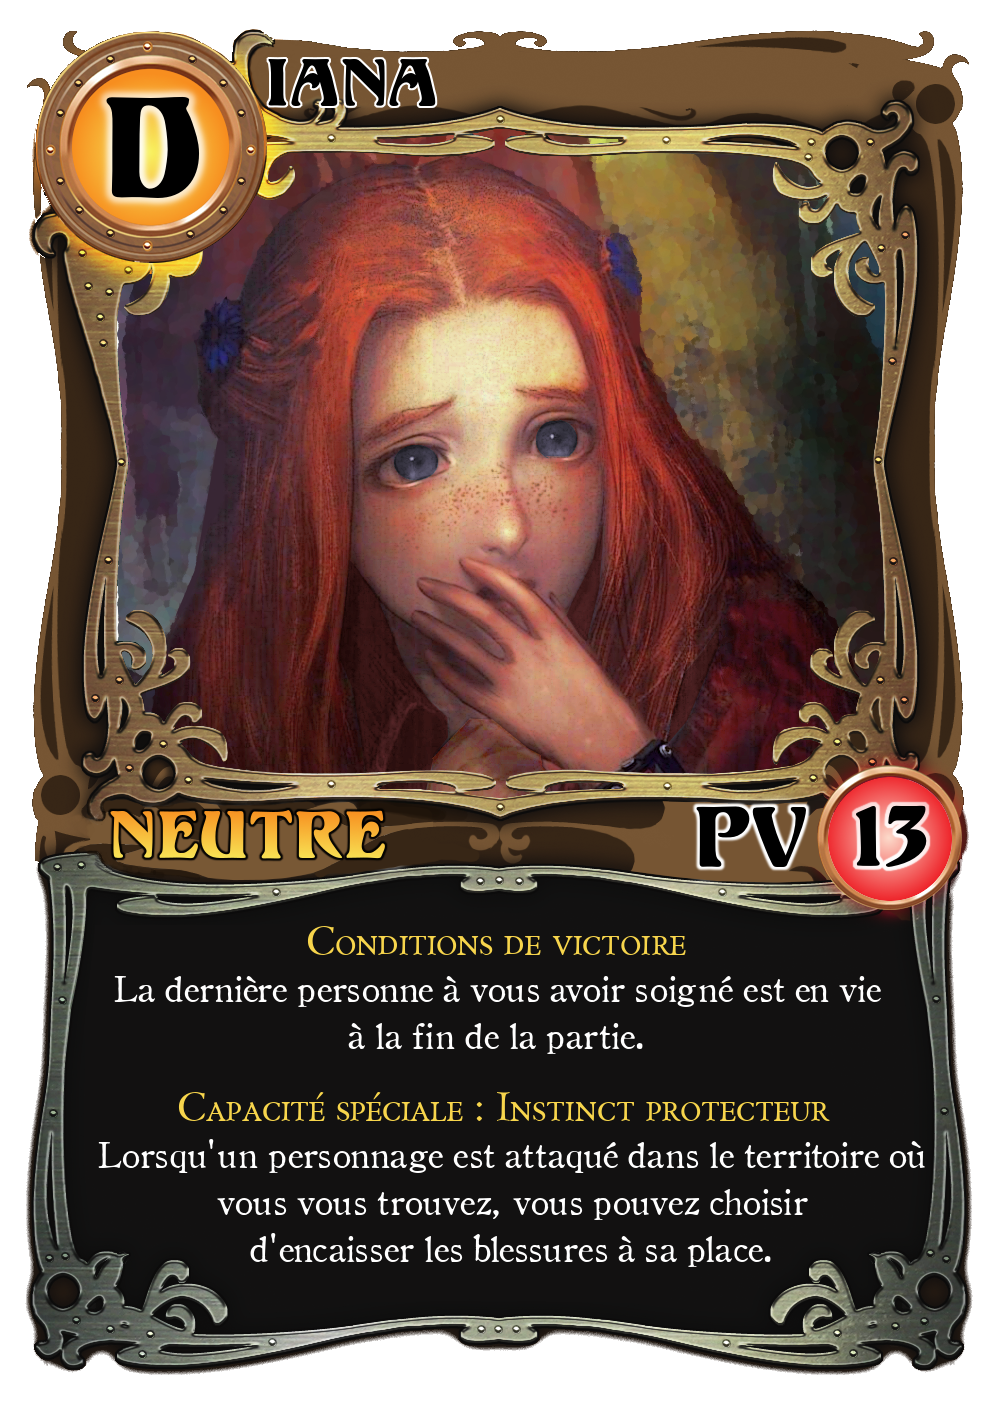 DIANA
NEUTRE
PV 13
Conditions de victoire
La dernière personne à vous avoir soigné est en vie
à la fin de la partie.
Capacité spéciale : Instinct protecteur
Lorsqu'un personnage est attaqué dans le territoire où
vous vous trouvez, vous pouvez choisir
d'encaisser les blessures à sa place.